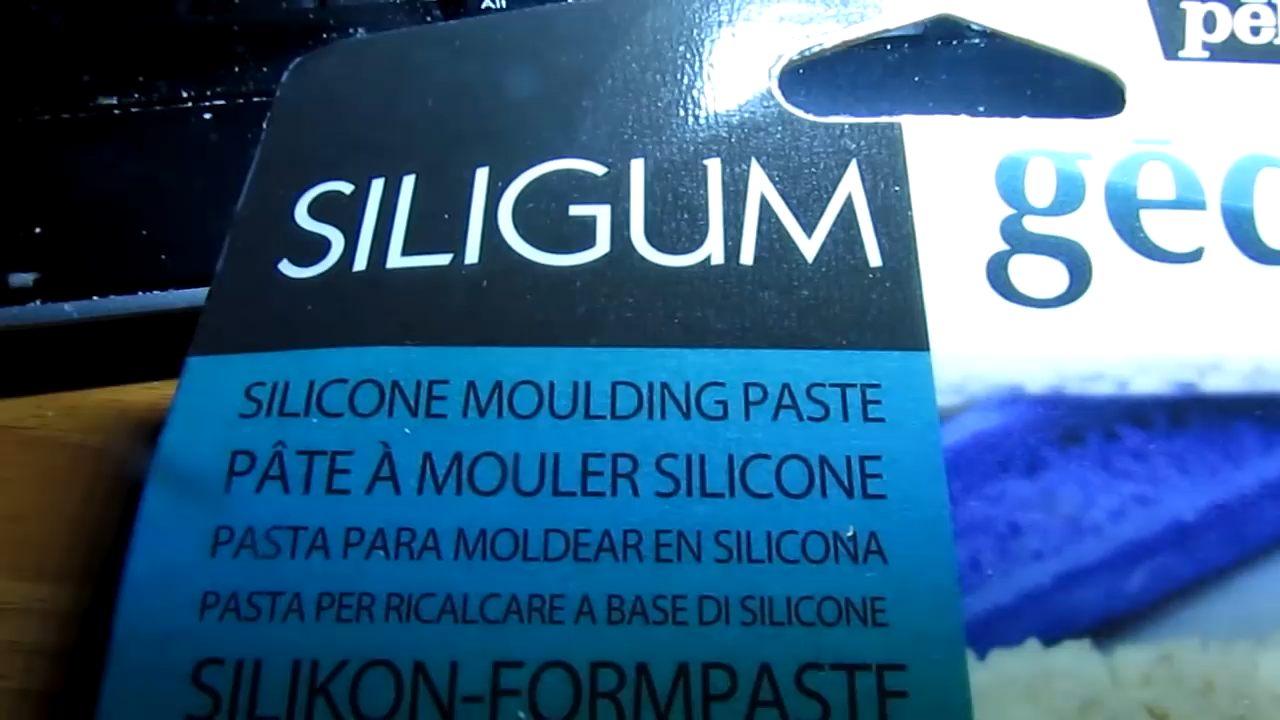 SILIGUM
SILICONE MOULDING PASTE
PÂTE À MOULER SILICONE
PASTA PARA MOLDEAR EN SILICONA
PASTA PER RICALCARE A BASE DI SILICONE
SILIKON-FORMPASTE